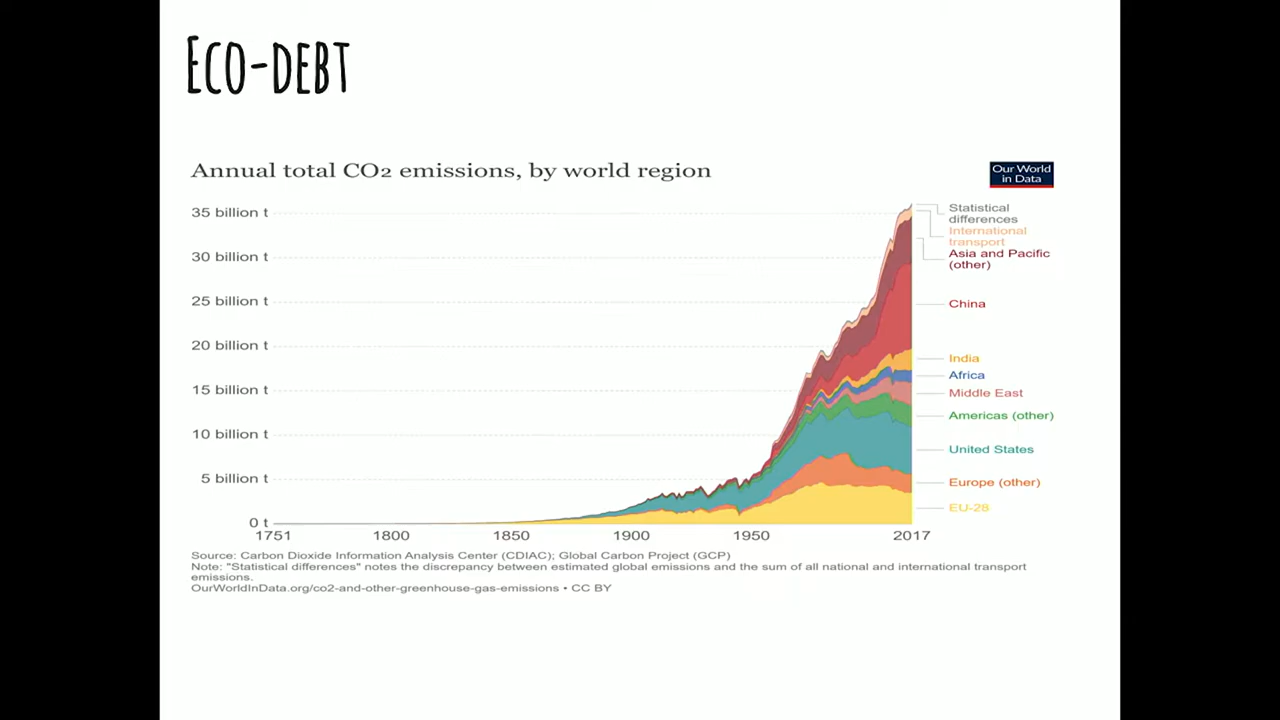 ECO-DEBT
Annual total CO2 emissions, by world region
Our World
in Data
35 billion t
30 billion t
25 billion t
20 billion t
15 billion t
10 billion t
5 billion t
0 t
1751
1800
1850
1900
1950
2017
Statistical
differences
International
transport
Asia and Pacific
(other)
China
India
Africa
Middle East
Americas (other)
United States
Europe (other)
EU-28
Source: Carbon Dioxide Information Analysis Center (CDIAC); Global Carbon Project (GCP)
Note: "Statistical differences" notes the discrepancy between estimated global emissions and the sum of all national and international transport
emissions.
OurWorldInData.org/co2-and-other-greenhouse-gas-emissions • CC BY